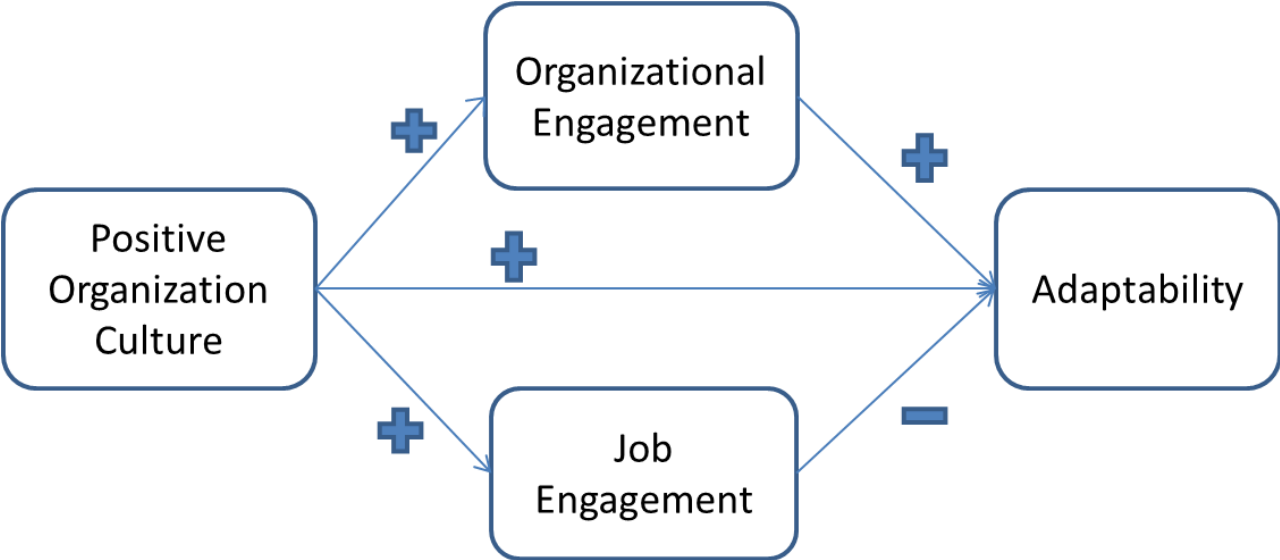 Organizational
Engagement
Positive
Organization
Culture
Adaptability
Job
Engagement